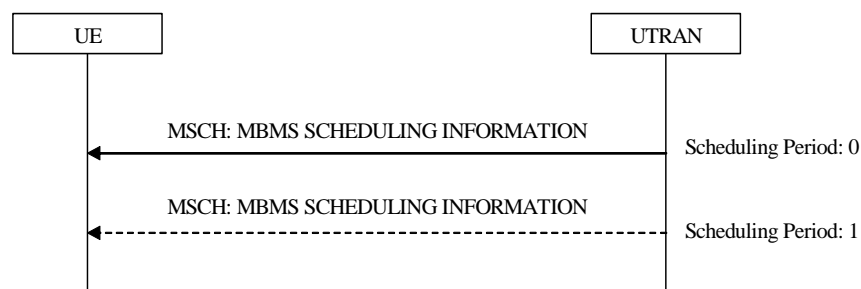 UE
UTRAN
MSCH: MBMS SCHEDULING INFORMATION
Scheduling Period: 0
MSCH: MBMS SCHEDULING INFORMATION
Scheduling Period: 1